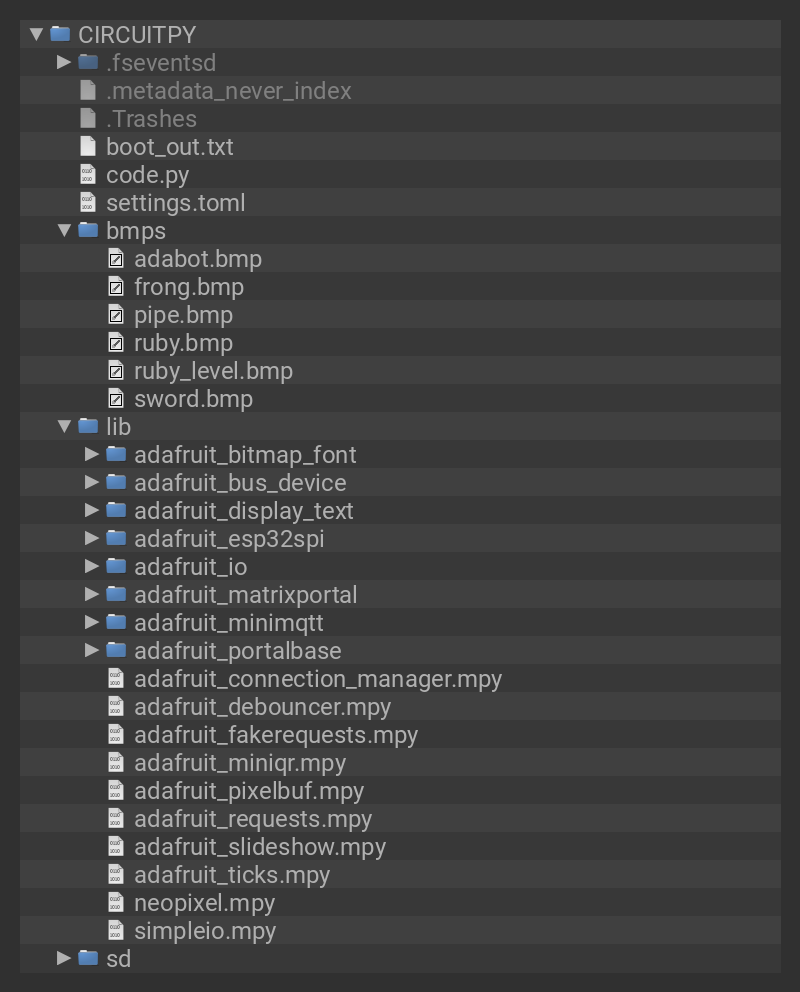 CIRCUITPY
.fseventsd
.metadata_never_index
.Trashes
boot_out.txt
code.py
settings.toml
bmps
adabot.bmp
frong.bmp
pipe.bmp
ruby.bmp
ruby_level.bmp
sword.bmp
lib
adafruit_bitmap_font
adafruit_bus_device
adafruit_display_text
adafruit_esp32spi
adafruit_io
adafruit_matrixportal
adafruit_minimqtt
adafruit_portalbase
adafruit_connection_manager.mpy
adafruit_debouncer.mpy
adafruit_fakerequests.mpy
adafruit_miniqr.mpy
adafruit_pixelbuf.mpy
adafruit_requests.mpy
adafruit_slideshow.mpy
adafruit_ticks.mpy
neopixel.mpy
simpleio.mpy
sd